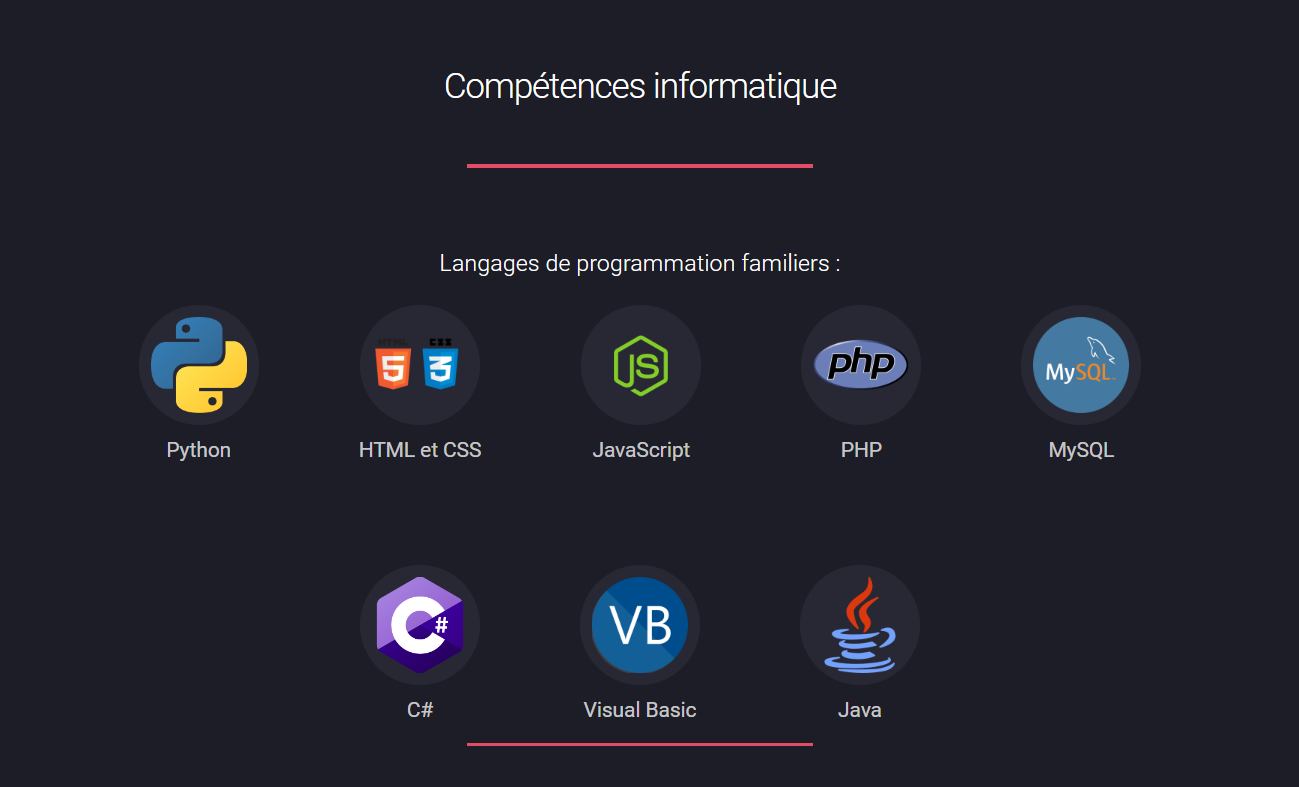 Compétences informatique
Langages de programmation familiers :
HTML CSS
5 3 JS php MySQL
Python HTML et CSS JavaScript PHP MySQL
C# VB
C# Visual Basic Java